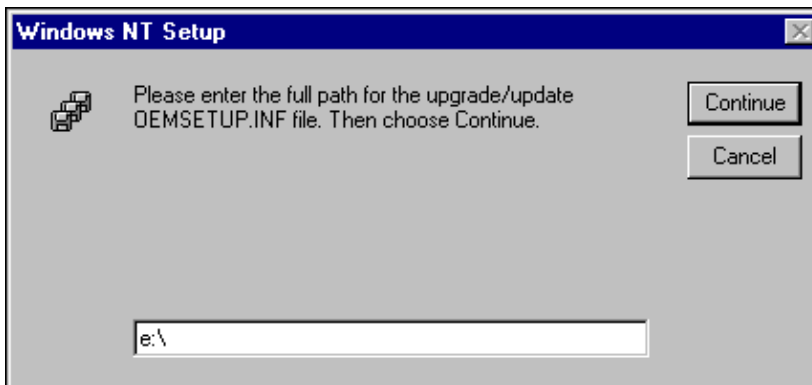 Windows NT Setup
Please enter the full path for the upgrade/update
OEMSETUP.INF file. Then choose Continue.
Continue
Cancel
e:\